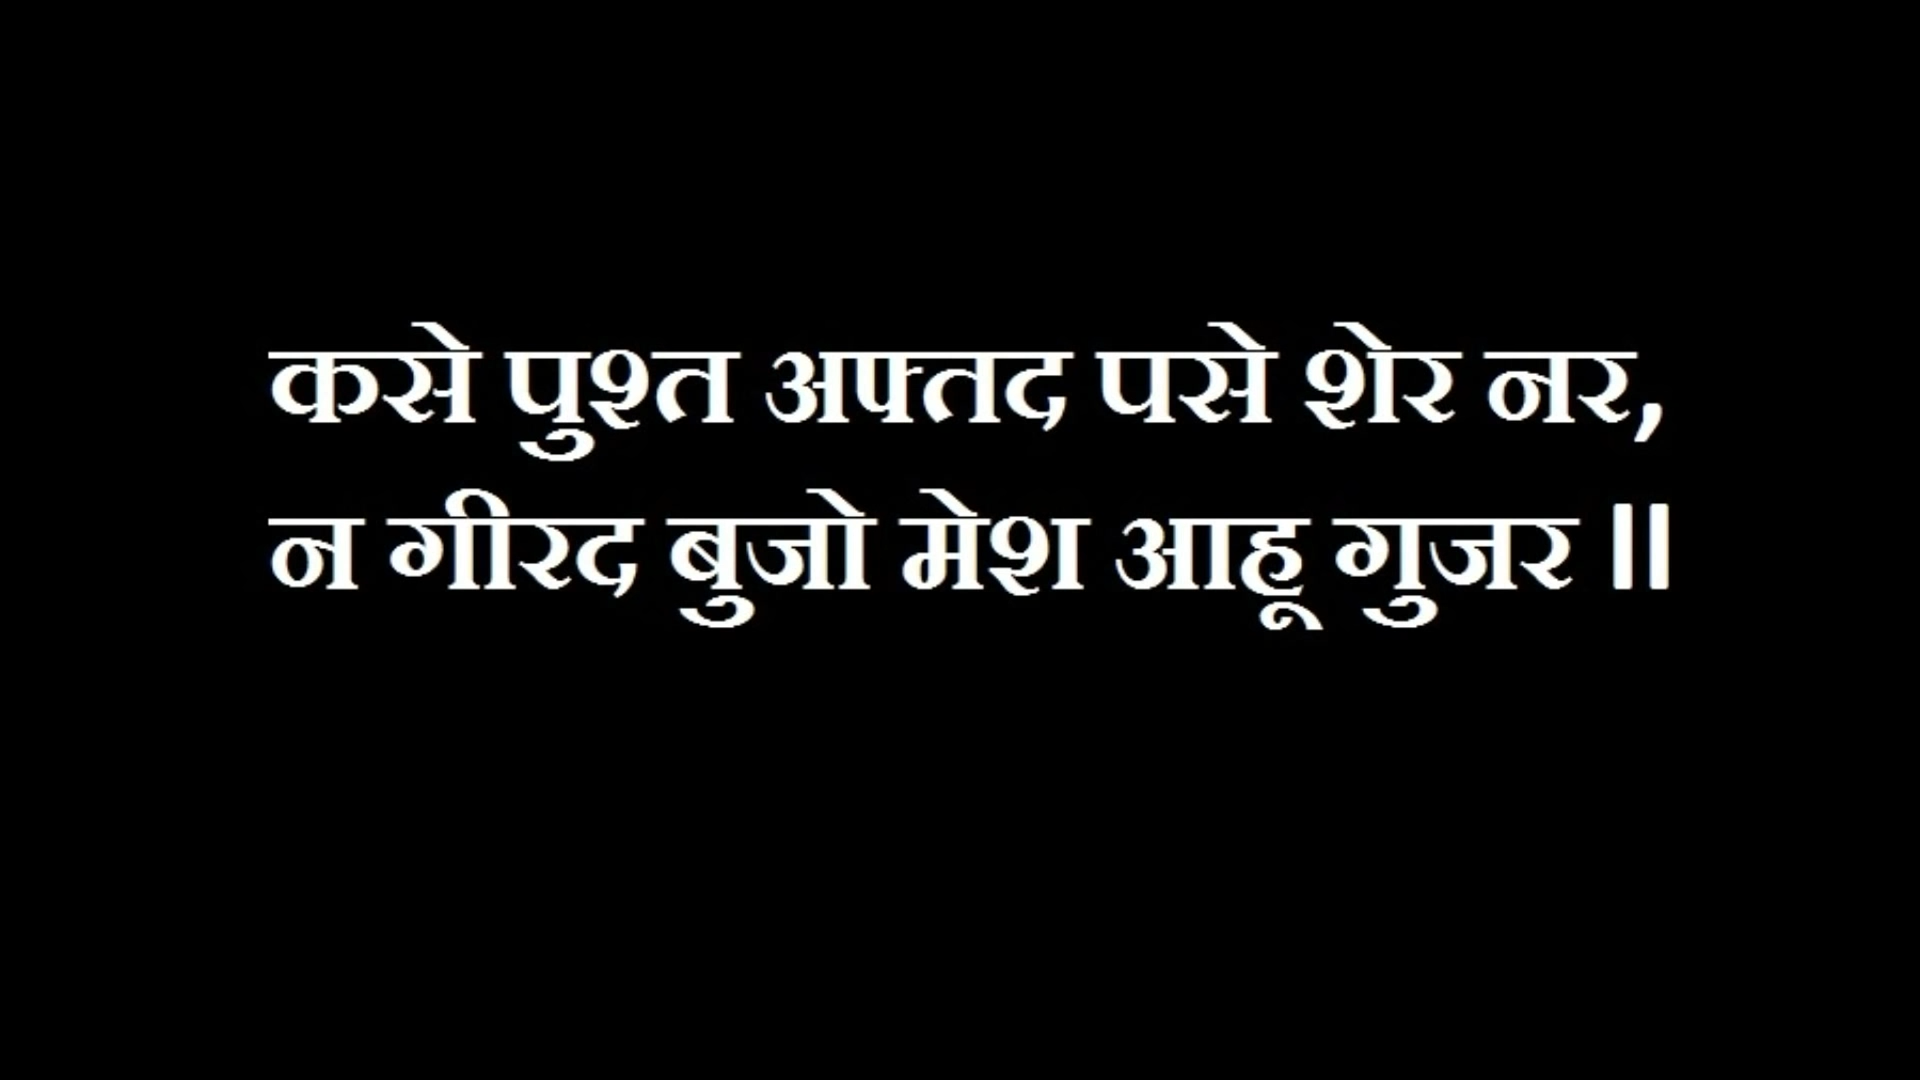 कसे पुश्त अफ्तद पसे शेर नर,
न गीरद बुजो मेश आहू गुजर ॥